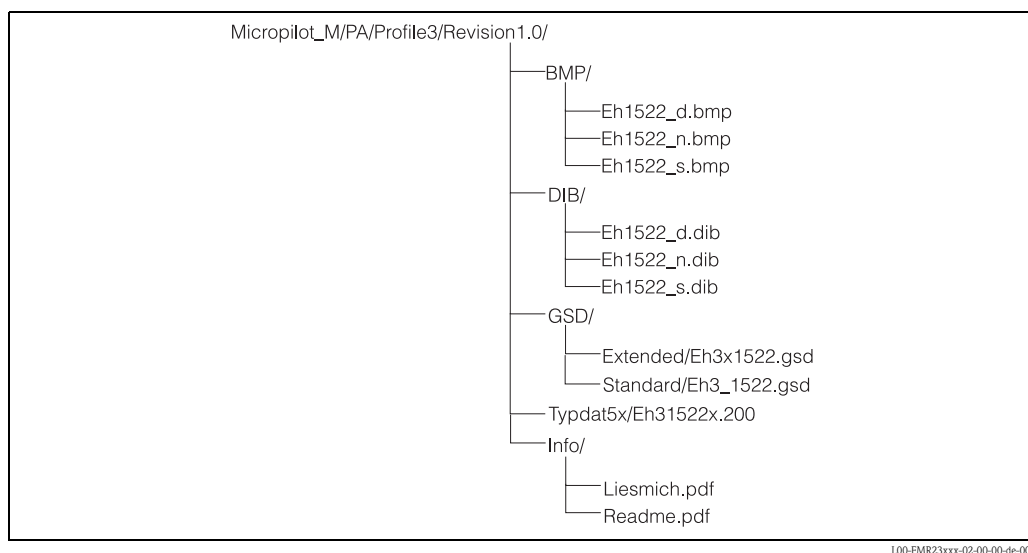 Micropilot_M/PA/Profile3/Revision1.0/
BMP/
Eh1522_d.bmp
Eh1522_n.bmp
Eh1522_s.bmp
DIB/
Eh1522_d.dib
Eh1522_n.dib
Eh1522_s.dib
GSD/
Extended/Eh3x1522.gsd
Standard/Eh3_1522.gsd
Typdat5x/Eh31522x.200
Info/
Liesmich.pdf
Readme.pdf